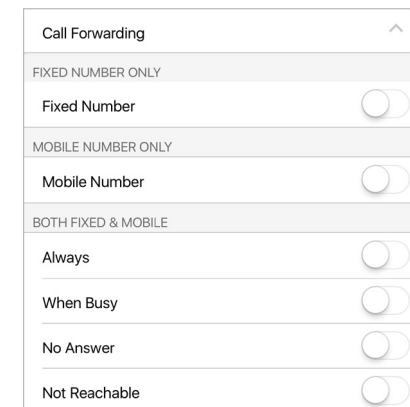 Call Forwarding
FIXED NUMBER ONLY
Fixed Number
MOBILE NUMBER ONLY
Mobile Number
BOTH FIXED & MOBILE
Always
When Busy
No Answer
Not Reachable